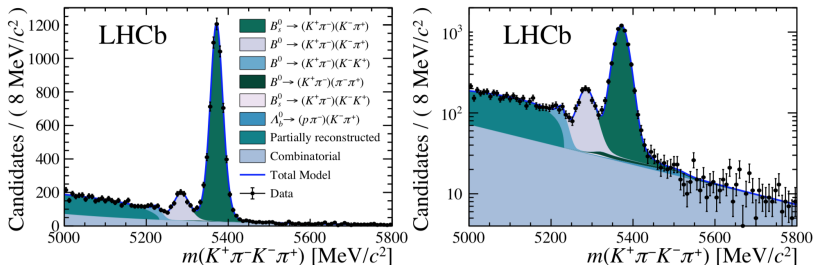 Candidates / ( 8 MeV/c²)
1200
1000
800
600
400
200
0
LHCb
B⁰ₛ → (K⁺π⁻)(K⁻π⁺)
B⁰ → (K⁺π⁻)(K⁻π⁺)
B⁰ → (K⁺π⁻)(K⁻K⁺)
B⁰ → (K⁺π⁻)(π⁻π⁺)
B⁰ₛ → (K⁺π⁻)(K⁻K⁺)
Λ⁰_b → (pπ⁻)(K⁻π⁺)
Partially reconstructed
Combinatorial
Total Model
Data
5000 5200 5400 5600 5800
m(K⁺π⁻K⁻π⁺) [MeV/c²]
Candidates / ( 8 MeV/c²)
10³
10²
10
LHCb
5000 5200 5400 5600 5800
m(K⁺π⁻K⁻π⁺) [MeV/c²]